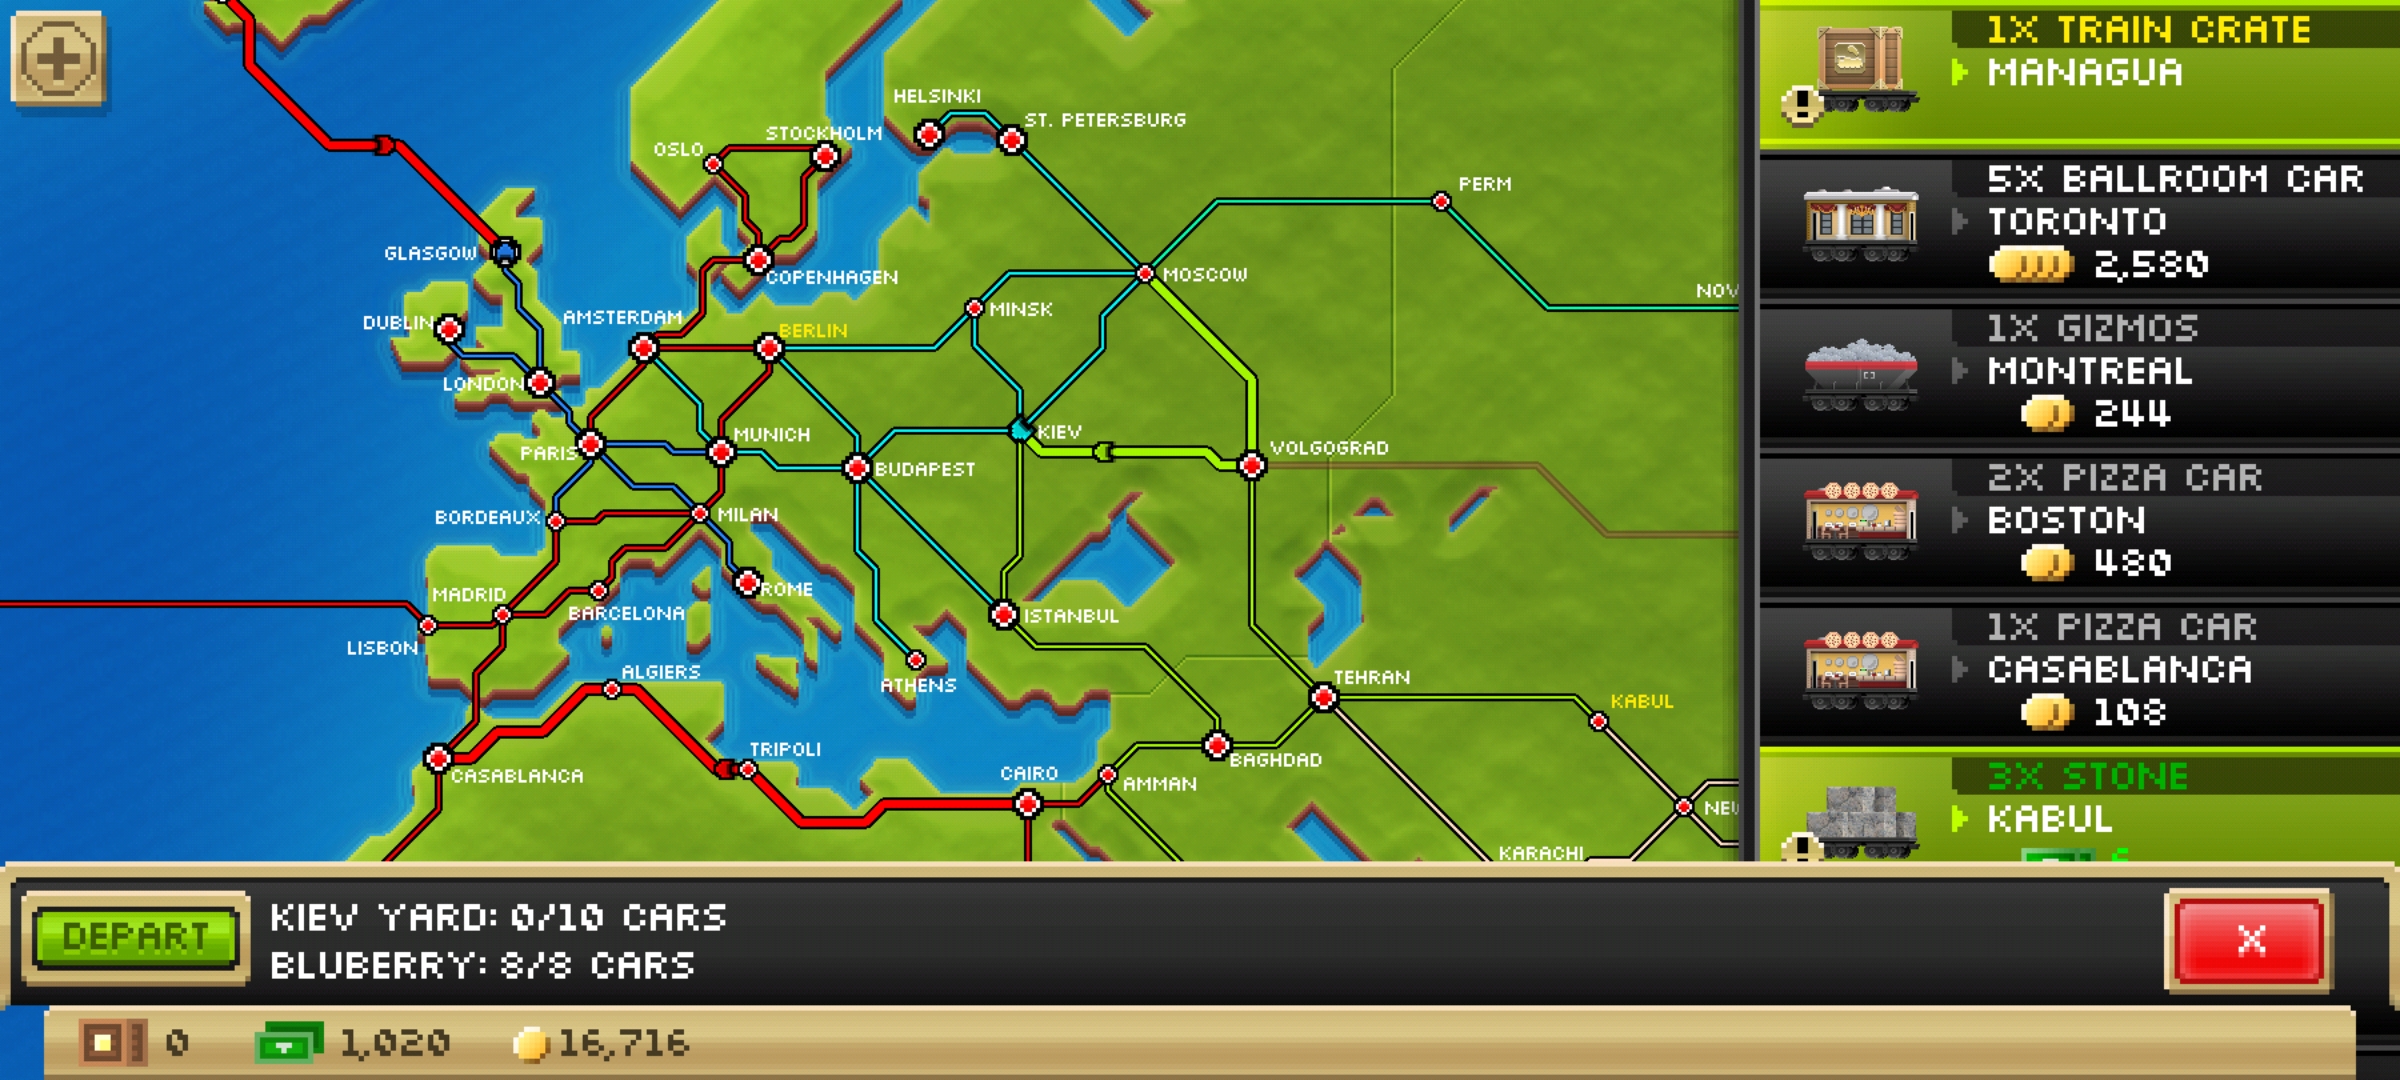 HELSINKI
ST. PETERSBURG
STOCKHOLM
OSLO
PERM
GLASGOW
COPENHAGEN
MOSCOW
NOV
MINSK
DUBLIN
AMSTERDAM
BERLIN
LONDON
MUNICH
KIEV
PARIS
BUDAPEST
VOLGOGRAD
BORDEAUX
MILAN
ROME
MADRID
BARCELONA
ISTANBUL
LISBON
ALGIERS
ATHENS
TEHRAN
KABUL
TRIPOLI
CASABLANCA
CAIRO
AMMAN
BAGHDAD
NEW
KARACHI
1X TRAIN CRATE
MANAGUA
5X BALLROOM CAR
TORONTO
2,580
1X GIZMOS
MONTREAL
244
2X PIZZA CAR
BOSTON
480
1X PIZZA CAR
CASABLANCA
108
3X STONE
KABUL
DEPART
KIEV YARD: 0/10 CARS
BLUBERRY: 8/8 CARS
X
0
1,020
16,716